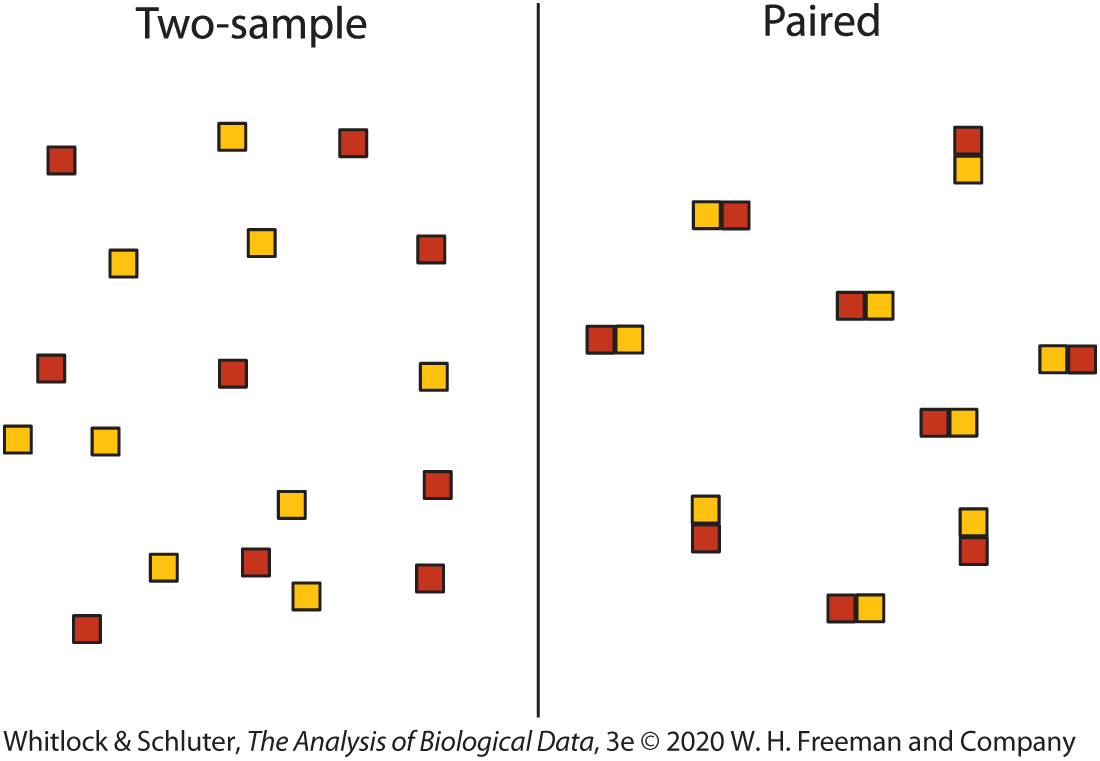 Two-sample
Paired
Whitlock & Schluter, The Analysis of Biological Data, 3e © 2020 W. H. Freeman and Company